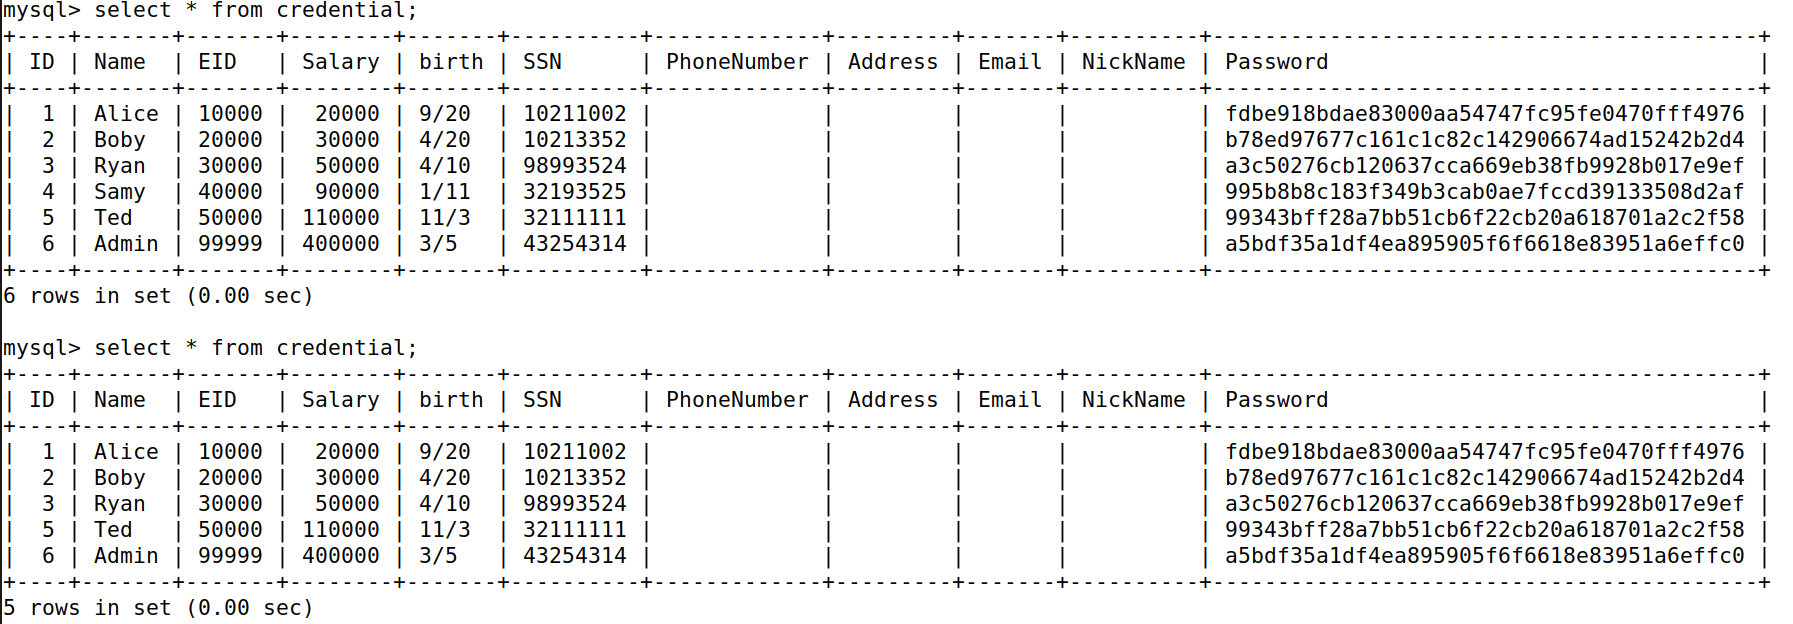 mysql> select * from credential;
+----+-------+-------+--------+-------+----------+-------------+---------+-------+----------+------------------------------------------+
| ID | Name  | EID   | Salary | birth | SSN      | PhoneNumber | Address | Email | NickName | Password                                 |
+----+-------+-------+--------+-------+----------+-------------+---------+-------+----------+------------------------------------------+
|  1 | Alice | 10000 |  20000 | 9/20  | 10211002 |             |         |       |          | fdbe918bdae83000aa54747fc95fe0470fff4976 |
|  2 | Boby  | 20000 |  30000 | 4/20  | 10213352 |             |         |       |          | b78ed97677c161c1c82c142906674ad15242b2d4 |
|  3 | Ryan  | 30000 |  50000 | 4/10  | 98993524 |             |         |       |          | a3c50276cb120637cca669eb38fb9928b017e9ef |
|  4 | Samy  | 40000 |  90000 | 1/11  | 32193525 |             |         |       |          | 995b8b8c183f349b3cab0ae7fccd39133508d2af |
|  5 | Ted   | 50000 | 110000 | 11/3  | 32111111 |             |         |       |          | 99343bff28a7bb51cb6f22cb20a618701a2c2f58 |
|  6 | Admin | 99999 | 400000 | 3/5   | 43254314 |             |         |       |          | a5bdf35a1df4ea895905f6f6618e83951a6effc0 |
+----+-------+-------+--------+-------+----------+-------------+---------+-------+----------+------------------------------------------+
6 rows in set (0.00 sec)

mysql> select * from credential;
+----+-------+-------+--------+-------+----------+-------------+---------+-------+----------+------------------------------------------+
| ID | Name  | EID   | Salary | birth | SSN      | PhoneNumber | Address | Email | NickName | Password                                 |
+----+-------+-------+--------+-------+----------+-------------+---------+-------+----------+------------------------------------------+
|  1 | Alice | 10000 |  20000 | 9/20  | 10211002 |             |         |       |          | fdbe918bdae83000aa54747fc95fe0470fff4976 |
|  2 | Boby  | 20000 |  30000 | 4/20  | 10213352 |             |         |       |          | b78ed97677c161c1c82c142906674ad15242b2d4 |
|  3 | Ryan  | 30000 |  50000 | 4/10  | 98993524 |             |         |       |          | a3c50276cb120637cca669eb38fb9928b017e9ef |
|  5 | Ted   | 50000 | 110000 | 11/3  | 32111111 |             |         |       |          | 99343bff28a7bb51cb6f22cb20a618701a2c2f58 |
|  6 | Admin | 99999 | 400000 | 3/5   | 43254314 |             |         |       |          | a5bdf35a1df4ea895905f6f6618e83951a6effc0 |
+----+-------+-------+--------+-------+----------+-------------+---------+-------+----------+------------------------------------------+
5 rows in set (0.00 sec)